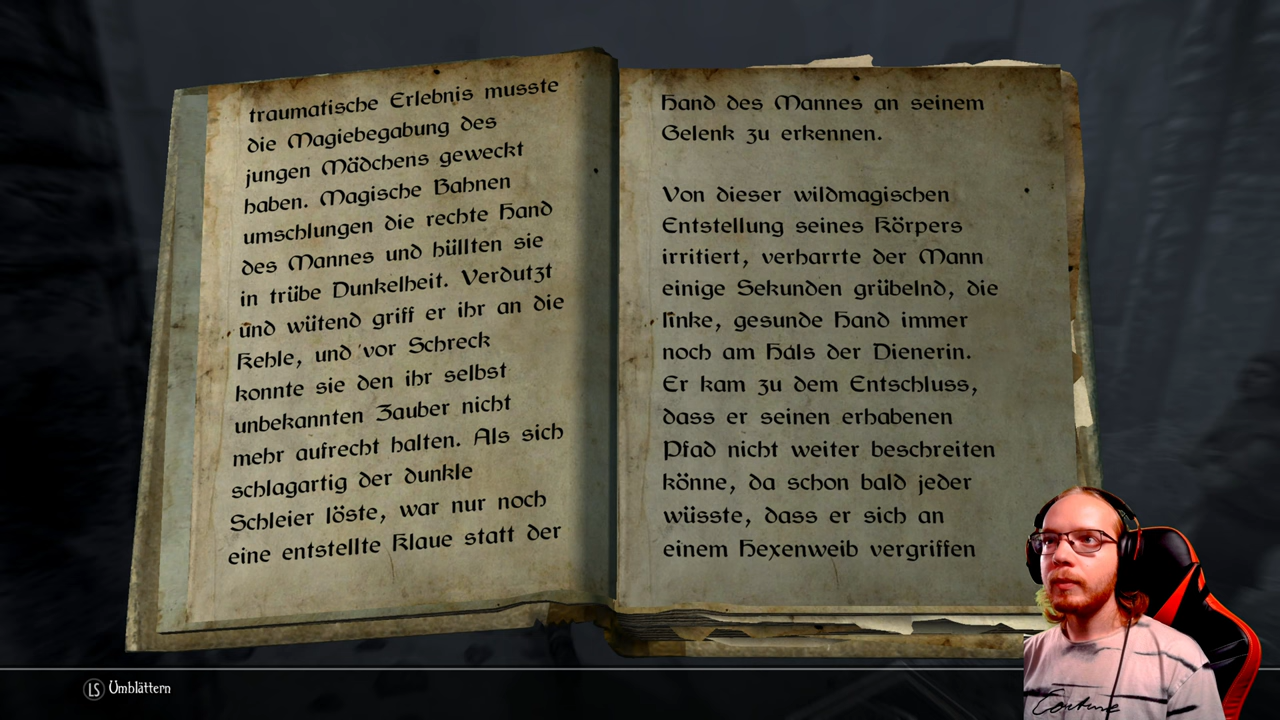 traumatische Erlebnis musste
die Magiebegabung des
jungen Mädchens geweckt
haben. Magische Bahnen
umschlungen die rechte Hand
des Mannes und hüllten sie
in trübe Dunkelheit. Verdutzt
und wütend griff er ihr an die
Kehle, und vor Schreck
konnte sie den ihr selbst
unbekannten Zauber nicht
mehr aufrecht halten. Als sich
schlagartig der dunkle
Schleier löste, war nur noch
eine entstellte Klaue statt der
Hand des Mannes an seinem
Gelenk zu erkennen.
Von dieser wildmagischen
Entstellung seines Körpers
irritiert, verharrte der Mann
einige Sekunden grübelnd, die
linke, gesunde Hand immer
noch am Hals der Dienerin.
Er kam zu dem Entschluss,
dass er seinen erhabenen
Pfad nicht weiter beschreiten
könne, da schon bald jeder
wüsste, dass er sich an
einem Hexenweib vergriffen
LS Umblättern